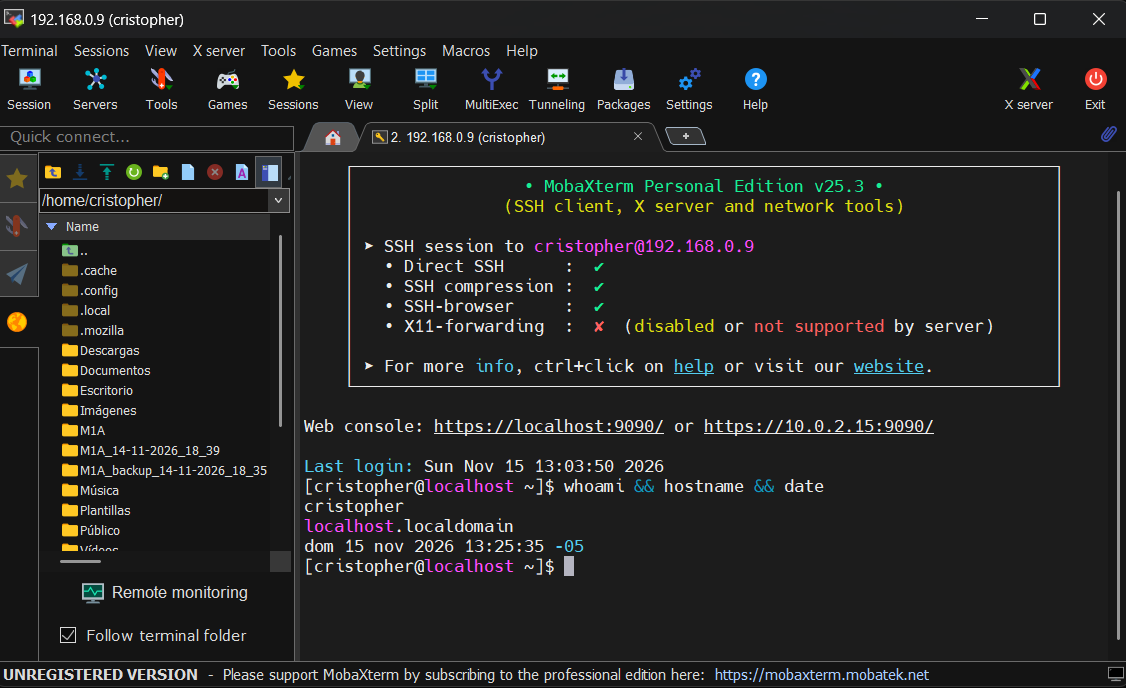 192.168.0.9 (cristopher)
Terminal Sessions View X server Tools Games Settings Macros Help
Session Servers Tools Games Sessions View Split MultiExec Tunneling Packages Settings Help X server Exit
Quick connect...
2. 192.168.0.9 (cristopher)
/home/cristopher/
Name
..
.cache
.config
.local
.mozilla
Descargas
Documentos
Escritorio
Imágenes
M1A
M1A_14-11-2026_18_39
M1A_backup_14-11-2026_18_35
Música
Plantillas
Público
Vídeos
Remote monitoring
Follow terminal folder
• MobaXterm Personal Edition v25.3 •
(SSH client, X server and network tools)
➤ SSH session to cristopher@192.168.0.9
• Direct SSH : ✔
• SSH compression : ✔
• SSH-browser : ✔
• X11-forwarding : ✘ (disabled or not supported by server)
➤ For more info, ctrl+click on help or visit our website.
Web console: https://localhost:9090/ or https://10.0.2.15:9090/
Last login: Sun Nov 15 13:03:50 2026
[cristopher@localhost ~]$ whoami && hostname && date
cristopher
localhost.localdomain
dom 15 nov 2026 13:25:35 -05
[cristopher@localhost ~]$
UNREGISTERED VERSION - Please support MobaXterm by subscribing to the professional edition here: https://mobaxterm.mobatek.net